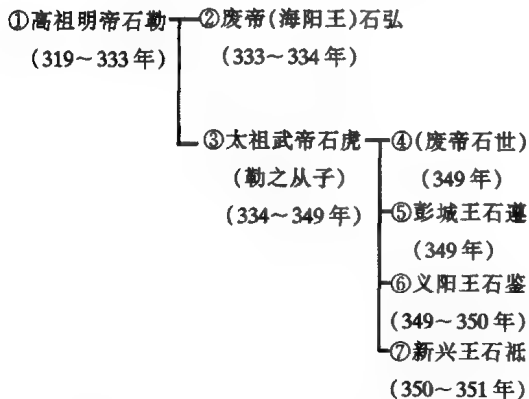 ①高祖明帝石勒 ②废帝(海阳王)石弘
(319～333年) (333～334年)
③太祖武帝石虎 ④(废帝石世)
(勒之从子) (349年)
(334～349年) ⑤彭城王石遵
(349年)
⑥义阳王石鉴
(349～350年)
⑦新兴王石祗
(350～351年)